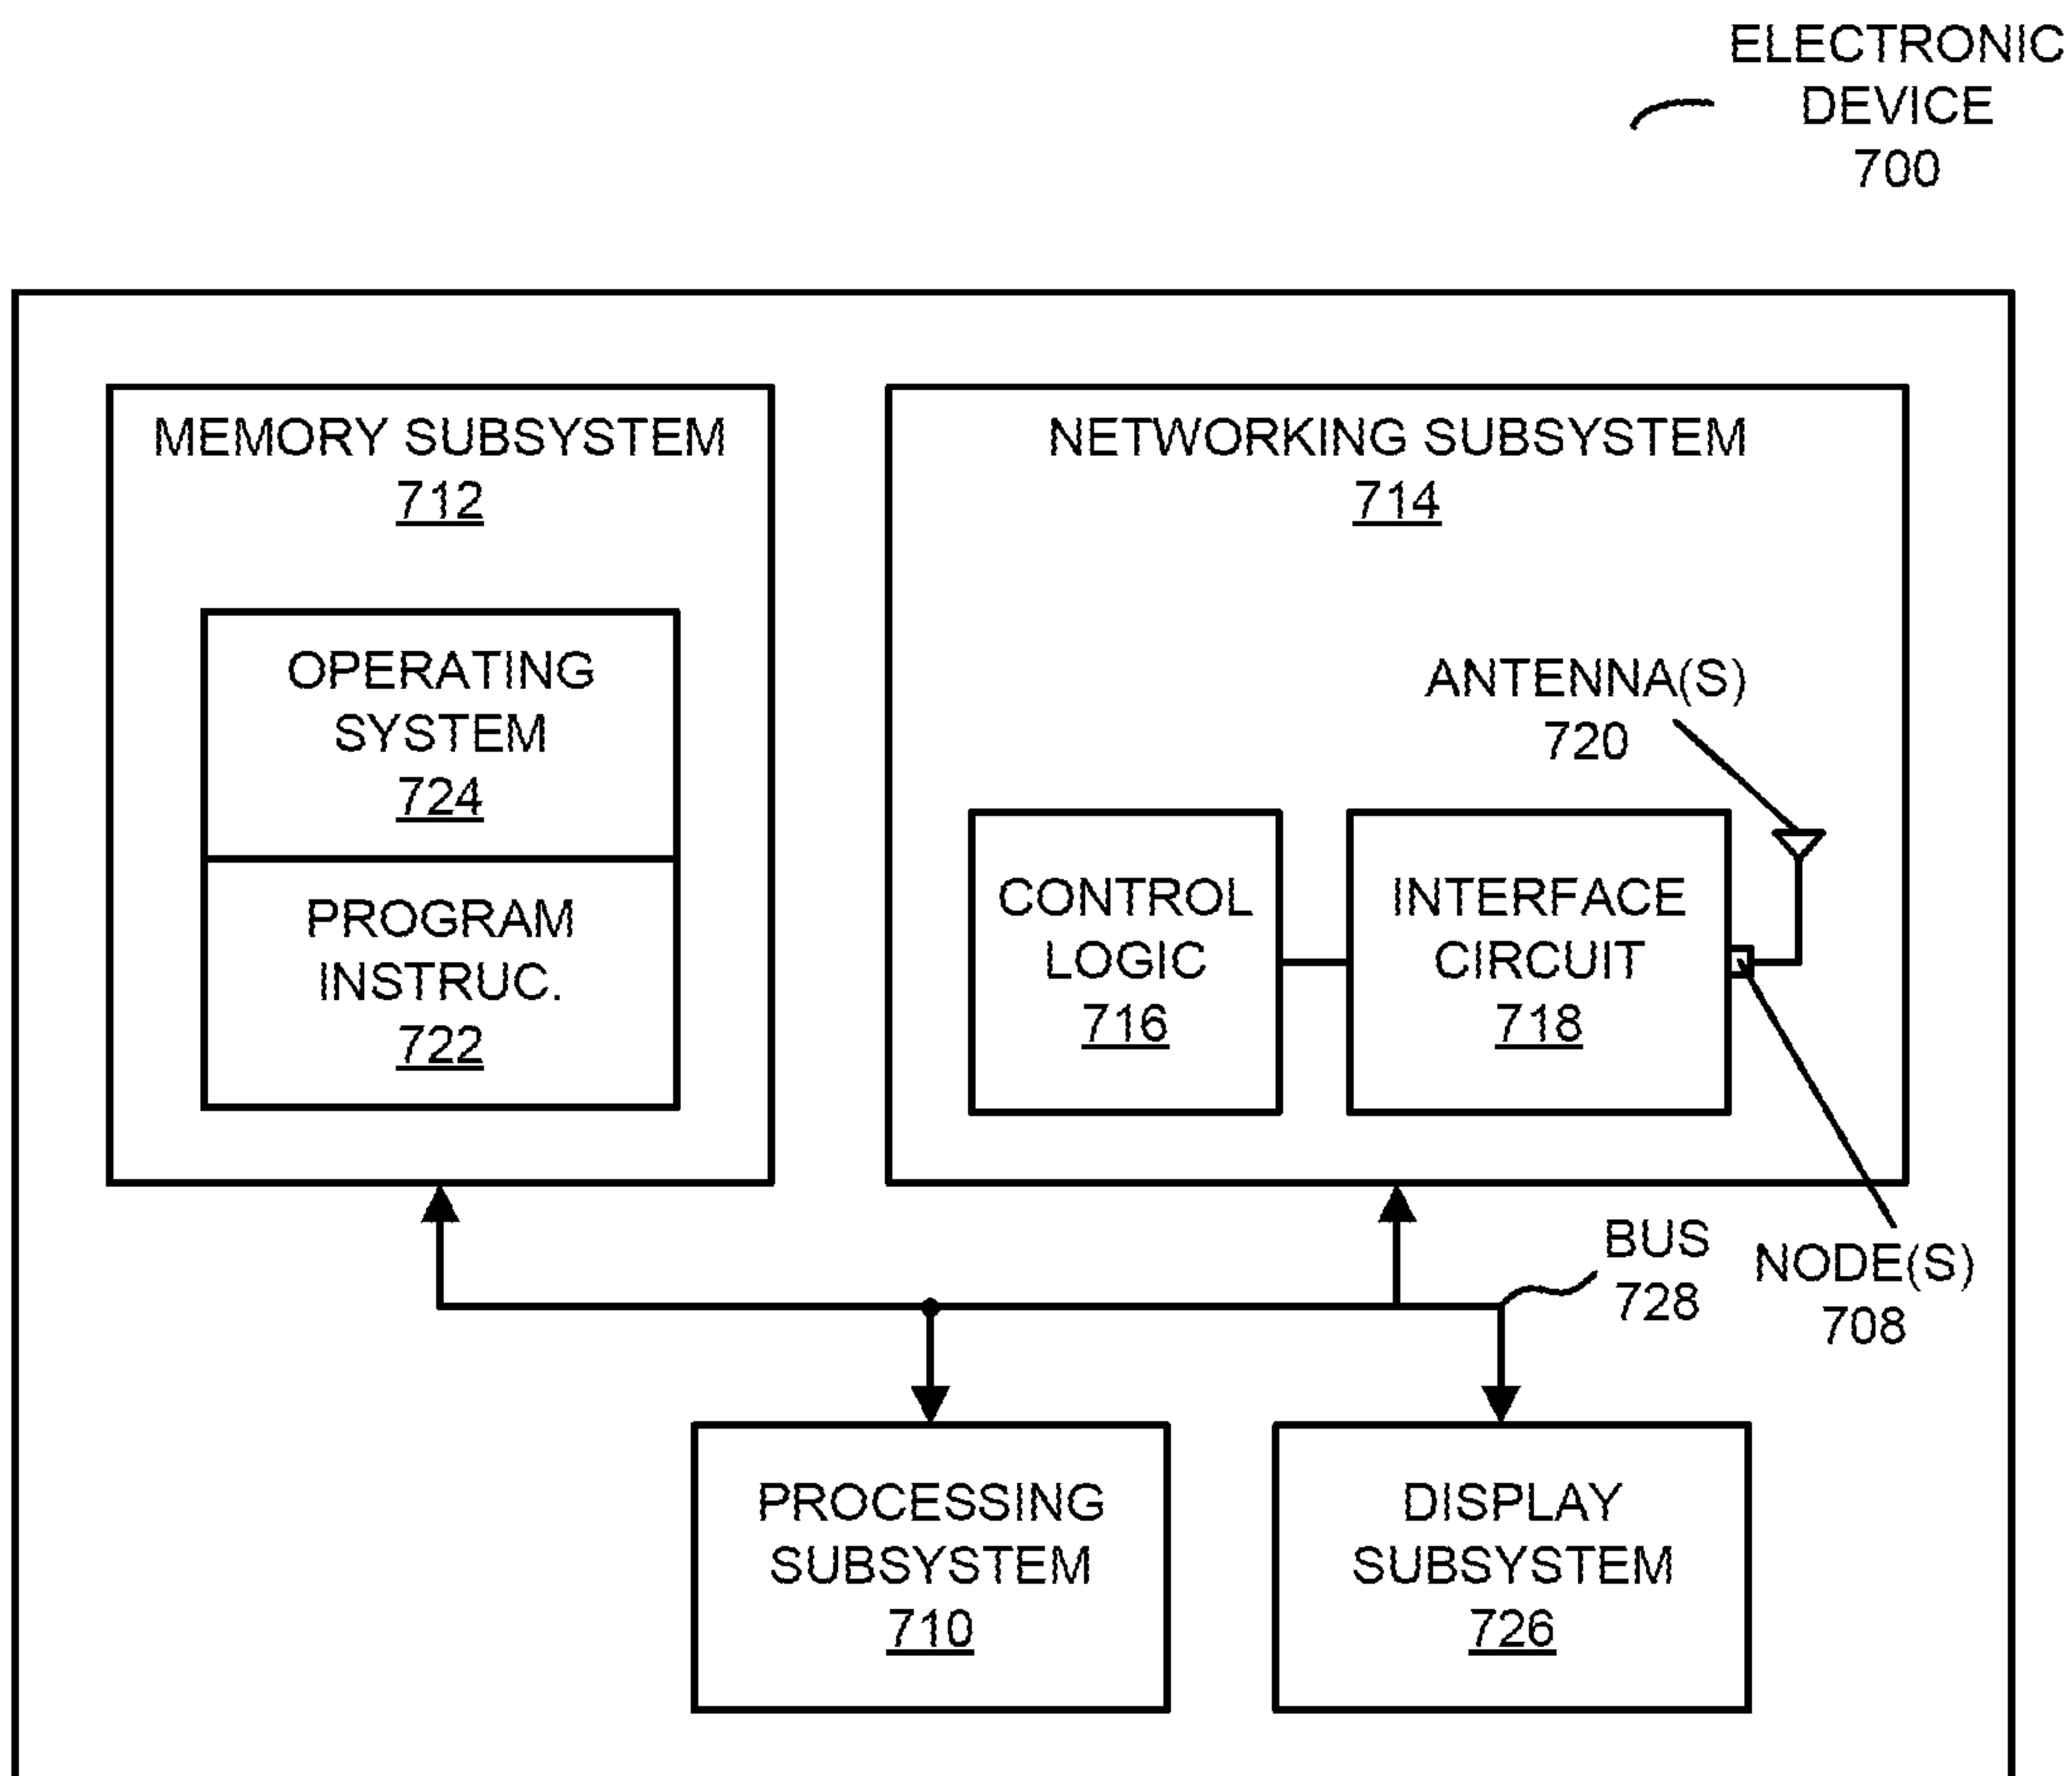 ELECTRONIC
DEVICE
700
MEMORY SUBSYSTEM
712
OPERATING
SYSTEM
724
PROGRAM
INSTRUC.
722
NETWORKING SUBSYSTEM
714
ANTENNA(S)
720
CONTROL
LOGIC
716
INTERFACE
CIRCUIT
718
BUS
728
NODE(S)
708
PROCESSING
SUBSYSTEM
710
DISPLAY
SUBSYSTEM
726